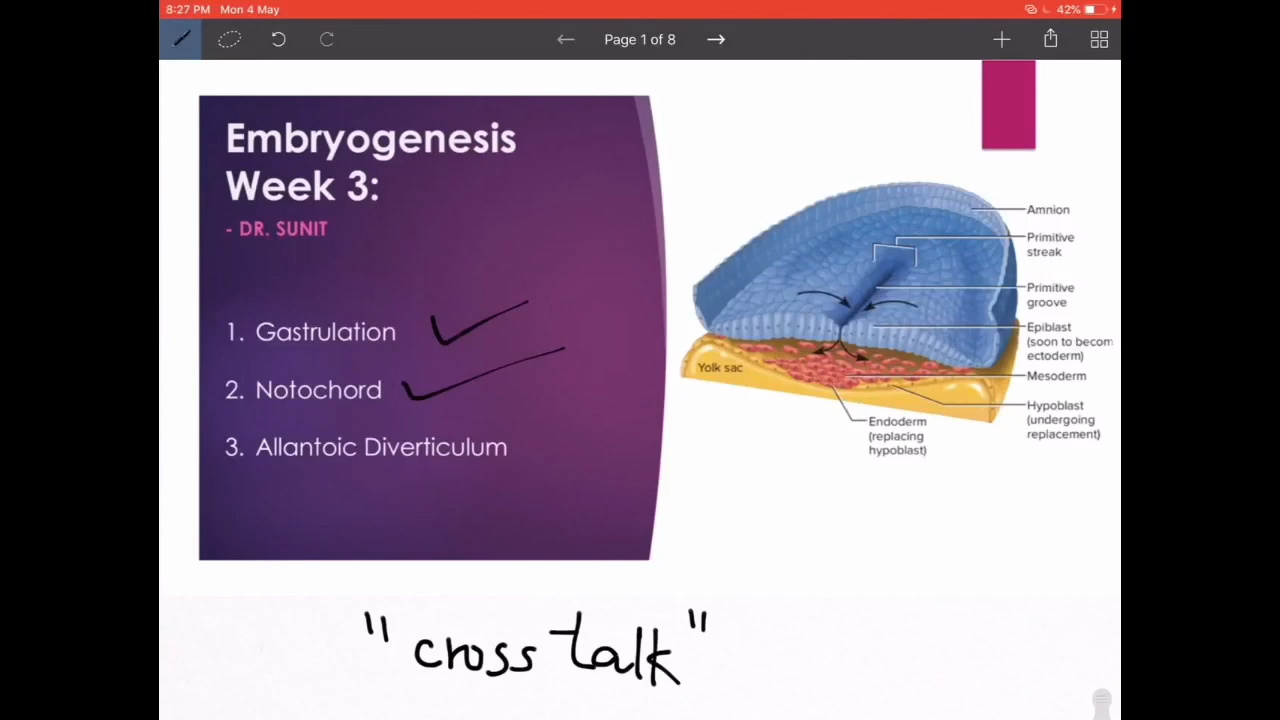 8:27 PM Mon 4 May
42%
Page 1 of 8
Embryogenesis
Week 3:
- DR. SUNIT
1. Gastrulation
2. Notochord
3. Allantoic Diverticulum
Amnion
Primitive
streak
Primitive
groove
Epiblast
(soon to becom
ectoderm)
Mesoderm
Hypoblast
(undergoing
replacement)
Endoderm
(replacing
hypoblast)
Yolk sac
"cross talk"